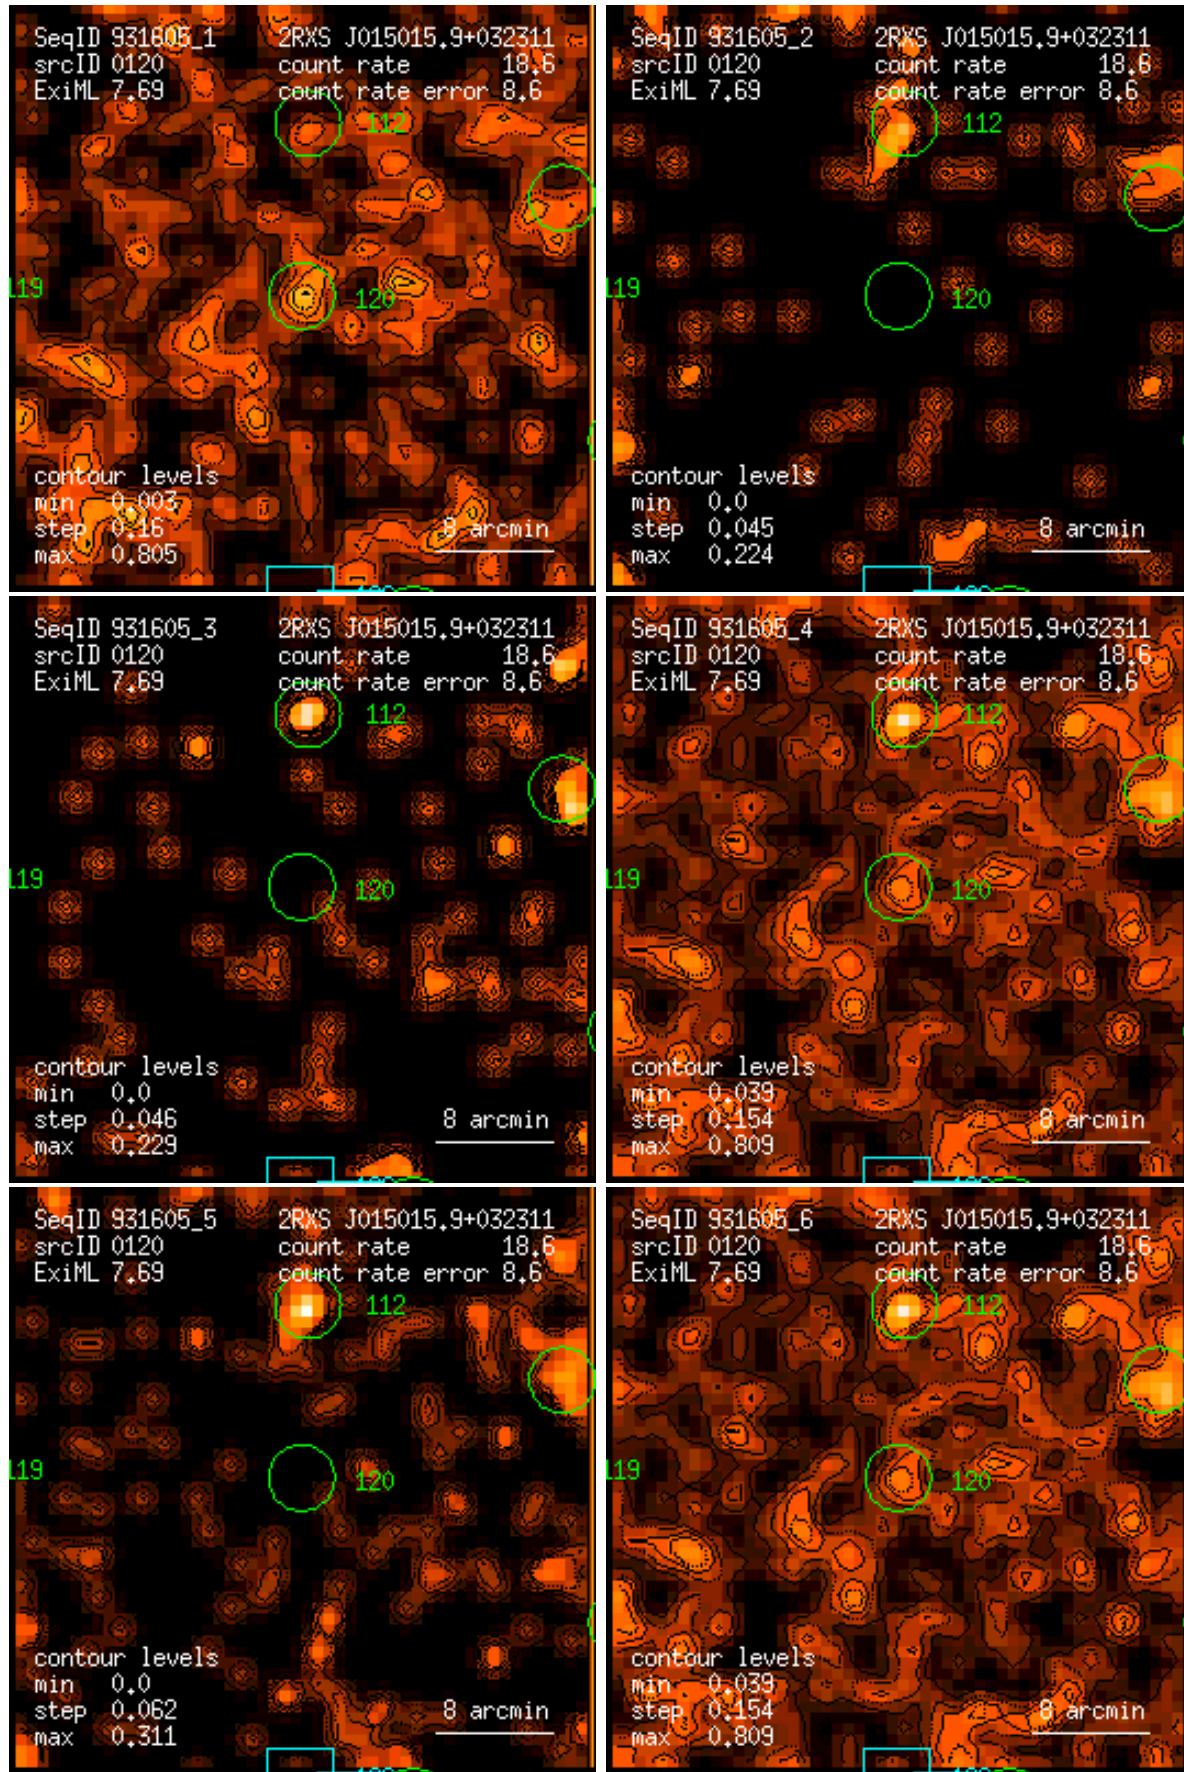 SeqID 931605_1 2RXS J015015.9+032311
srcID 0120 count rate 18.6
ExiML 7.69 count rate error 8.6
112
119
120
contour levels
min 0.003
step 0.16
max 0.805
8 arcmin
SeqID 931605_2 2RXS J015015.9+032311
srcID 0120 count rate 18.6
ExiML 7.69 count rate error 8.6
112
119
120
contour levels
min 0.0
step 0.045
max 0.224
8 arcmin
SeqID 931605_3 2RXS J015015.9+032311
srcID 0120 count rate 18.6
ExiML 7.69 count rate error 8.6
112
119
120
contour levels
min 0.0
step 0.046
max 0.229
8 arcmin
SeqID 931605_4 2RXS J015015.9+032311
srcID 0120 count rate 18.6
ExiML 7.69 count rate error 8.6
112
119
120
contour levels
min 0.039
step 0.154
max 0.809
8 arcmin
SeqID 931605_5 2RXS J015015.9+032311
srcID 0120 count rate 18.6
ExiML 7.69 count rate error 8.6
112
119
120
contour levels
min 0.0
step 0.062
max 0.311
8 arcmin
SeqID 931605_6 2RXS J015015.9+032311
srcID 0120 count rate 18.6
ExiML 7.69 count rate error 8.6
112
119
120
contour levels
min 0.039
step 0.154
max 0.809
8 arcmin